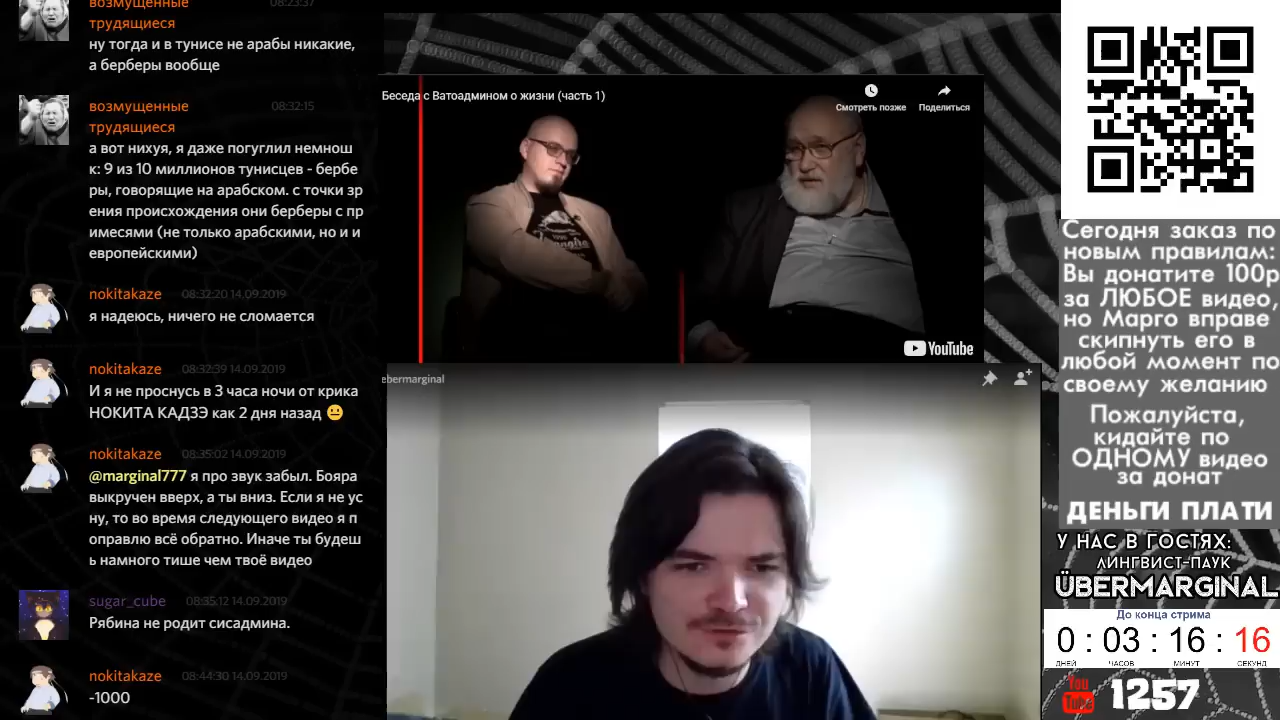 возмущенные 08:23:37
трудящиеся
ну тогда и в тунисе не арабы никакие,
а берберы вообще
возмущенные 08:32:15
трудящиеся
а вот нихуя, я даже погуглил немнош
к: 9 из 10 миллионов тунисцев - бербе
ры, говорящие на арабском. с точки зр
ения происхождения они берберы с пр
имесями (не только арабскими, но и и
европейскими)
nokitakaze 08:32:20 14.09.2019
я надеюсь, ничего не сломается
nokitakaze 08:32:39 14.09.2019
И я не проснусь в 3 часа ночи от крика
НОКИТА КАДЗЭ как 2 дня назад 😐
nokitakaze 08:35:02 14.09.2019
@marginal777 я про звук забыл. Бояра
выкручен вверх, а ты вниз. Если я не ус
ну, то во время следующего видео я п
оправлю всё обратно. Иначе ты будеш
ь намного тише чем твоё видео
sugar_cube 08:35:12 14.09.2019
Рябина не родит сисадмина.
nokitakaze 08:44:30 14.09.2019
-1000
Беседа с Ватоадмином о жизни (часть 1)
Смотреть позже
Поделиться
YouTube
ebermarginal
Сегодня заказ по
новым правилам:
Вы донатите 100р
за ЛЮБОЕ видео,
но Марго вправе
скипнуть его в
любой момент по
своему желанию
Пожалуйста,
кидайте по
ОДНОМУ видео
за донат
ДЕНЬГИ ПЛАТИ
У НАС В ГОСТЯХ:
ЛИНГВИСТ-ПАУК
ÜBERMARGINAL
До конца стрима
0 : 03 : 16 : 16
ДНЕЙ ЧАСОВ МИНУТ СЕКУНД
You Tube 1257